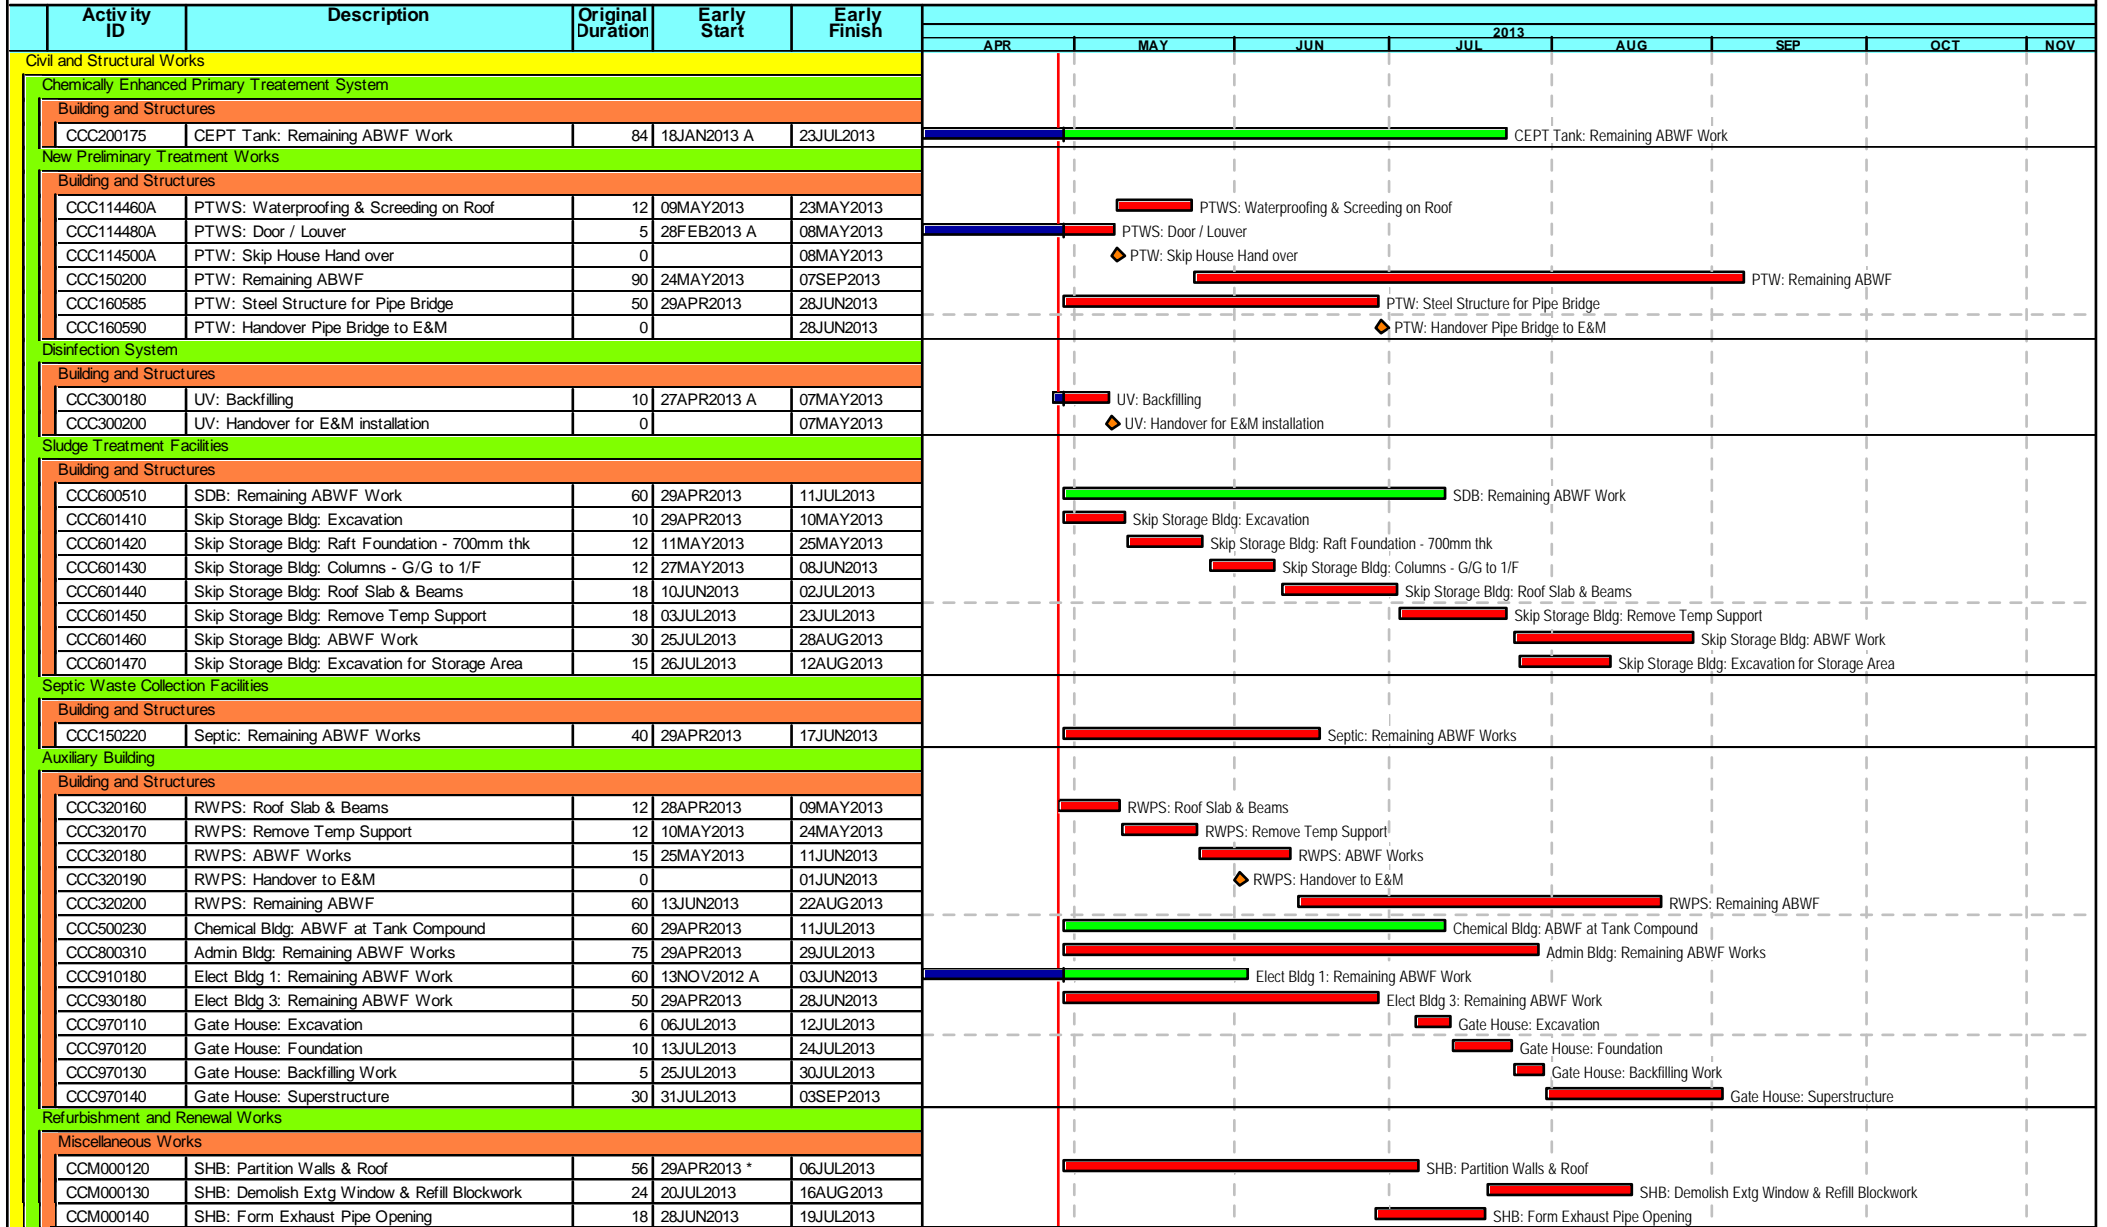 Activity ID Description Original Duration Early Start Early Finish
2013
APR MAY JUN JUL AUG SEP OCT NOV
Civil and Structural Works
Chemically Enhanced Primary Treatement System
Building and Structures
CCC200175 CEPT Tank: Remaining ABWF Work 84 18JAN2013 A 23JUL2013 CEPT Tank: Remaining ABWF Work
New Preliminary Treatment Works
Building and Structures
CCC114460A PTWS: Waterproofing & Screeding on Roof 12 09MAY2013 23MAY2013 PTWS: Waterproofing & Screeding on Roof
CCC114480A PTWS: Door / Louver 5 28FEB2013 A 08MAY2013 PTWS: Door / Louver
CCC114500A PTW: Skip House Hand over 0 08MAY2013 PTW: Skip House Hand over
CCC150200 PTW: Remaining ABWF 90 24MAY2013 07SEP2013 PTW: Remaining ABWF
CCC160585 PTW: Steel Structure for Pipe Bridge 50 29APR2013 28JUN2013 PTW: Steel Structure for Pipe Bridge
CCC160590 PTW: Handover Pipe Bridge to E&M 0 28JUN2013 PTW: Handover Pipe Bridge to E&M
Disinfection System
Building and Structures
CCC300180 UV: Backfilling 10 27APR2013 A 07MAY2013 UV: Backfilling
CCC300200 UV: Handover for E&M installation 0 07MAY2013 UV: Handover for E&M installation
Sludge Treatment Facilities
Building and Structures
CCC600510 SDB: Remaining ABWF Work 60 29APR2013 11JUL2013 SDB: Remaining ABWF Work
CCC601410 Skip Storage Bldg: Excavation 10 29APR2013 10MAY2013 Skip Storage Bldg: Excavation
CCC601420 Skip Storage Bldg: Raft Foundation - 700mm thk 12 11MAY2013 25MAY2013 Skip Storage Bldg: Raft Foundation - 700mm thk
CCC601430 Skip Storage Bldg: Columns - G/G to 1/F 12 27MAY2013 08JUN2013 Skip Storage Bldg: Columns - G/G to 1/F
CCC601440 Skip Storage Bldg: Roof Slab & Beams 18 10JUN2013 02JUL2013 Skip Storage Bldg: Roof Slab & Beams
CCC601450 Skip Storage Bldg: Remove Temp Support 18 03JUL2013 23JUL2013 Skip Storage Bldg: Remove Temp Support
CCC601460 Skip Storage Bldg: ABWF Work 30 25JUL2013 28AUG2013 Skip Storage Bldg: ABWF Work
CCC601470 Skip Storage Bldg: Excavation for Storage Area 15 26JUL2013 12AUG2013 Skip Storage Bldg: Excavation for Storage Area
Septic Waste Collection Facilities
Building and Structures
CCC150220 Septic: Remaining ABWF Works 40 29APR2013 17JUN2013 Septic: Remaining ABWF Works
Auxiliary Building
Building and Structures
CCC320160 RWPS: Roof Slab & Beams 12 28APR2013 09MAY2013 RWPS: Roof Slab & Beams
CCC320170 RWPS: Remove Temp Support 12 10MAY2013 24MAY2013 RWPS: Remove Temp Support
CCC320180 RWPS: ABWF Works 15 25MAY2013 11JUN2013 RWPS: ABWF Works
CCC320190 RWPS: Handover to E&M 0 01JUN2013 RWPS: Handover to E&M
CCC320200 RWPS: Remaining ABWF 60 13JUN2013 22AUG2013 RWPS: Remaining ABWF
CCC500230 Chemical Bldg: ABWF at Tank Compound 60 29APR2013 11JUL2013 Chemical Bldg: ABWF at Tank Compound
CCC800310 Admin Bldg: Remaining ABWF Works 75 29APR2013 29JUL2013 Admin Bldg: Remaining ABWF Works
CCC910180 Elect Bldg 1: Remaining ABWF Work 60 13NOV2012 A 03JUN2013 Elect Bldg 1: Remaining ABWF Work
CCC930180 Elect Bldg 3: Remaining ABWF Work 50 29APR2013 28JUN2013 Elect Bldg 3: Remaining ABWF Work
CCC970110 Gate House: Excavation 6 06JUL2013 12JUL2013 Gate House: Excavation
CCC970120 Gate House: Foundation 10 13JUL2013 24JUL2013 Gate House: Foundation
CCC970130 Gate House: Backfilling Work 5 25JUL2013 30JUL2013 Gate House: Backfilling Work
CCC970140 Gate House: Superstructure 30 31JUL2013 03SEP2013 Gate House: Superstructure
Refurbishment and Renewal Works
Miscellaneous Works
CCM000120 SHB: Partition Walls & Roof 56 29APR2013 * 06JUL2013 SHB: Partition Walls & Roof
CCM000130 SHB: Demolish Extg Window & Refill Blockwork 24 20JUL2013 16AUG2013 SHB: Demolish Extg Window & Refill Blockwork
CCM000140 SHB: Form Exhaust Pipe Opening 18 28JUN2013 19JUL2013 SHB: Form Exhaust Pipe Opening